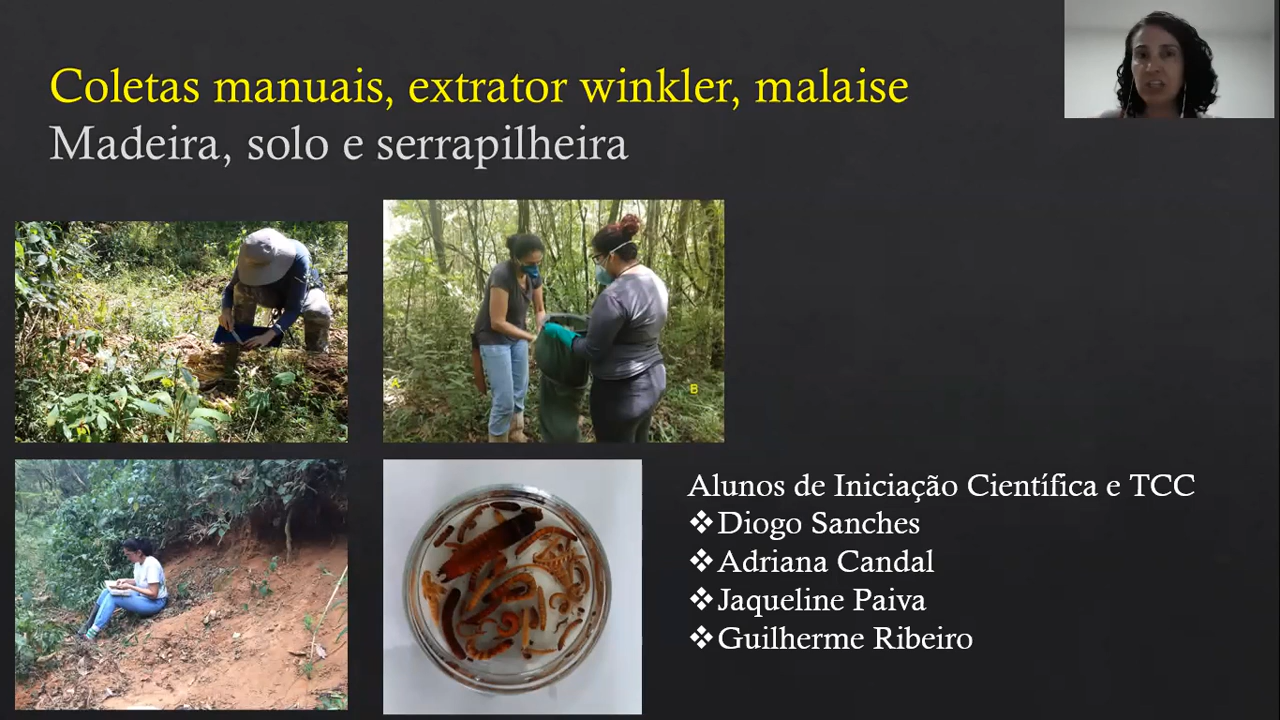 Coletas manuais, extrator winkler, malaise
Madeira, solo e serrapilheira
A
B
Alunos de Iniciação Científica e TCC
❖Diogo Sanches
❖Adriana Candal
❖Jaqueline Paiva
❖Guilherme Ribeiro